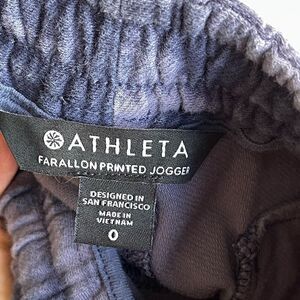 ATHLETA
FARALLON PRINTED JOGGER
DESIGNED IN
SAN FRANCISCO
MADE IN
VIETNAM
0